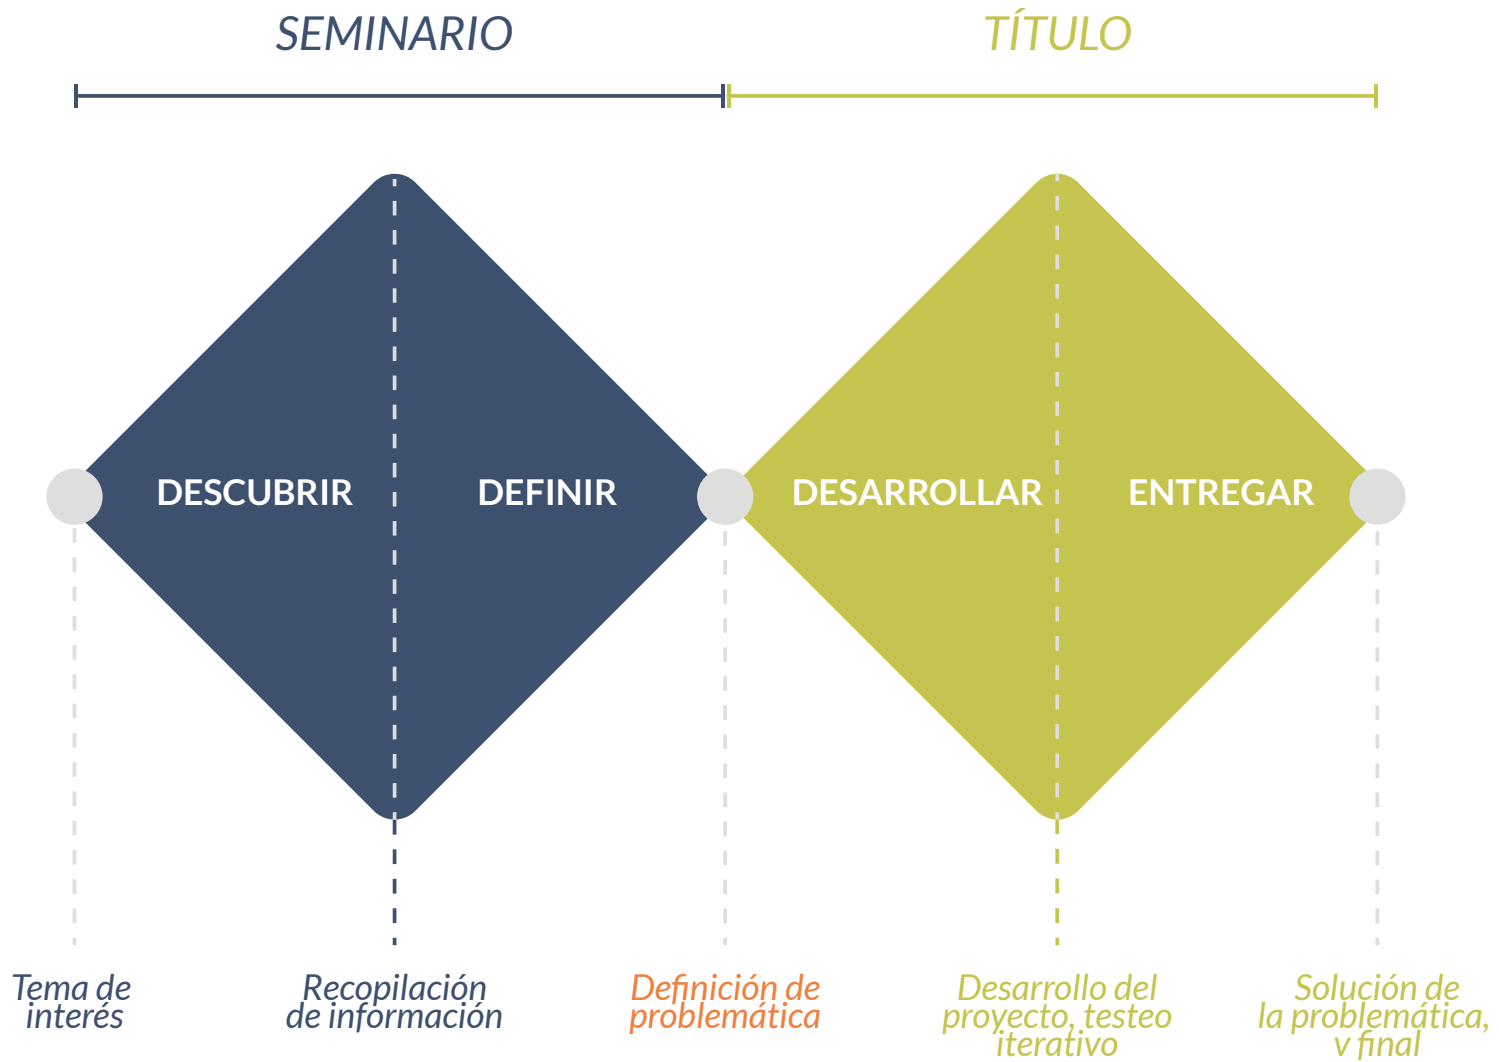 SEMINARIO
TÍTULO
DESCUBRIR
DEFINIR
DESARROLLAR
ENTREGAR
Tema de
interés
Recopilación
de información
Definición de
problemática
Desarrollo del
proyecto, testeo
iterativo
Solución de
la problemática,
v final